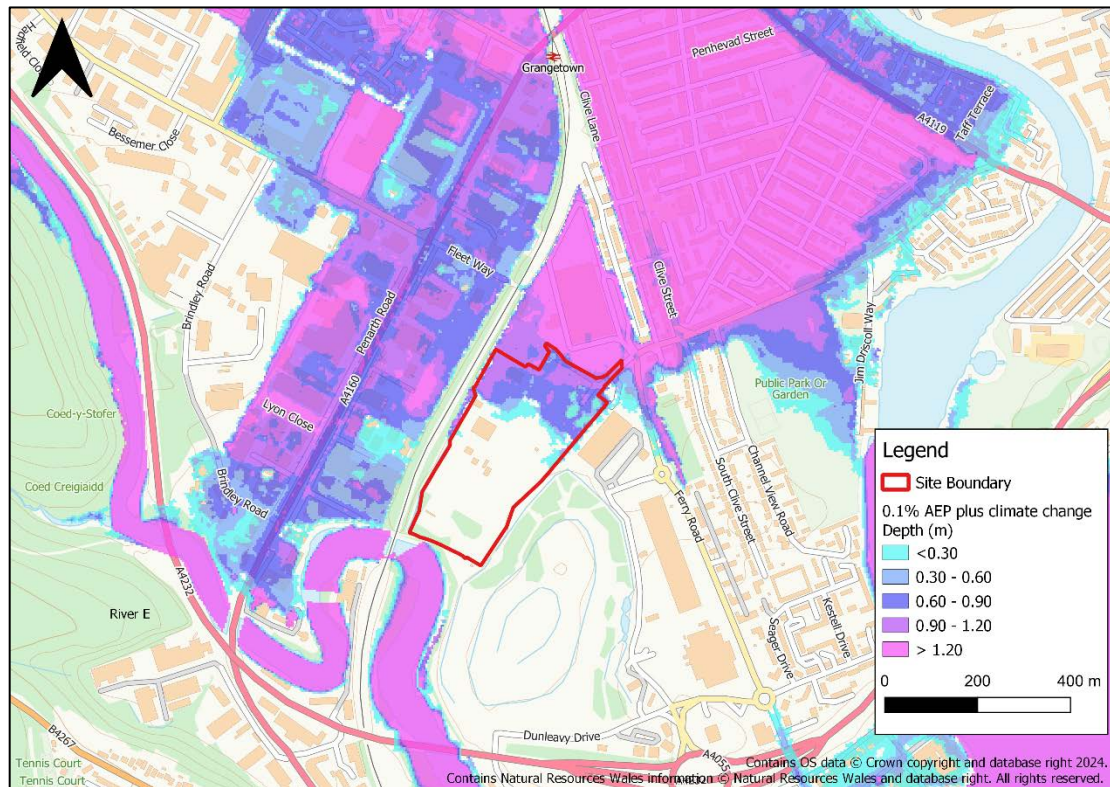 Hadfield Close
Bessemer Close
Grangetown
Clive Lane
Penhevad Street
A4119
Taff Terrace
Brindley Road
Fleet Way
Penarth Road
A4160
Lyon Close
Brindley Road
Coed-y-Stofer
Coed Creigiaidd
A4232
River E
B4267
Tennis Court
Tennis Court
Clive Street
Jim Driscoll Way
Public Park Or
Garden
South Clive Street
Channel View Road
Ferry Road
Seager Drive
Kestell Drive
Dunleavy Drive
A4055
Legend
Site Boundary
0.1% AEP plus climate change
Depth (m)
<0.30
0.30 - 0.60
0.60 - 0.90
0.90 - 1.20
> 1.20
0 200 400 m
Contains OS data © Crown copyright and database right 2024.
Contains Natural Resources Wales information © Natural Resources Wales and database right. All rights reserved.